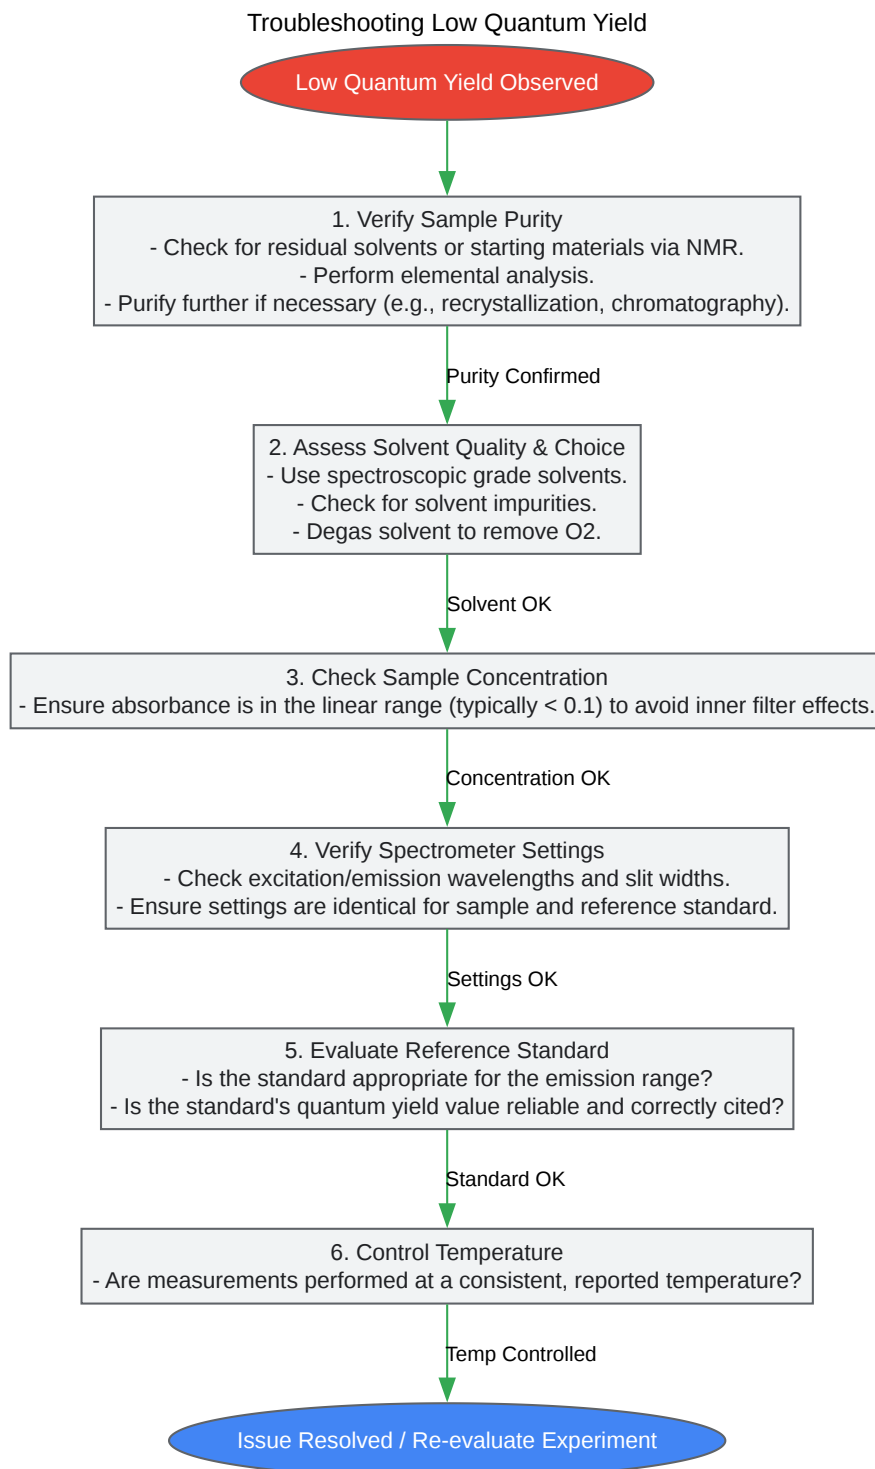 Troubleshooting Low Quantum Yield
Low Quantum Yield Observed
1. Verify Sample Purity
- Check for residual solvents or starting materials via NMR.
- Perform elemental analysis.
- Purify further if necessary (e.g., recrystallization, chromatography).
Purity Confirmed
2. Assess Solvent Quality & Choice
- Use spectroscopic grade solvents.
- Check for solvent impurities.
- Degas solvent to remove O2.
Solvent OK
3. Check Sample Concentration
- Ensure absorbance is in the linear range (typically < 0.1) to avoid inner filter effects.
Concentration OK
4. Verify Spectrometer Settings
- Check excitation/emission wavelengths and slit widths.
- Ensure settings are identical for sample and reference standard.
Settings OK
5. Evaluate Reference Standard
- Is the standard appropriate for the emission range?
- Is the standard's quantum yield value reliable and correctly cited?
Standard OK
6. Control Temperature
- Are measurements performed at a consistent, reported temperature?
Temp Controlled
Issue Resolved / Re-evaluate Experiment